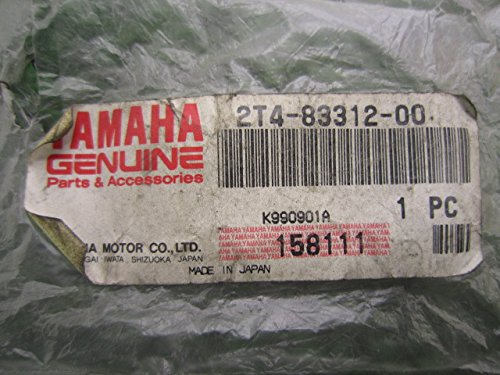 YAMAHA
GENUINE
Parts & Accessories
2T4-83312-00
K990901A
1 PC
YAMAHAYAMAHAYAMAHAYAMAHA
158111
MOTOR CO., LTD.
IWATA SHIZUOKA JAPAN
MADE IN JAPAN